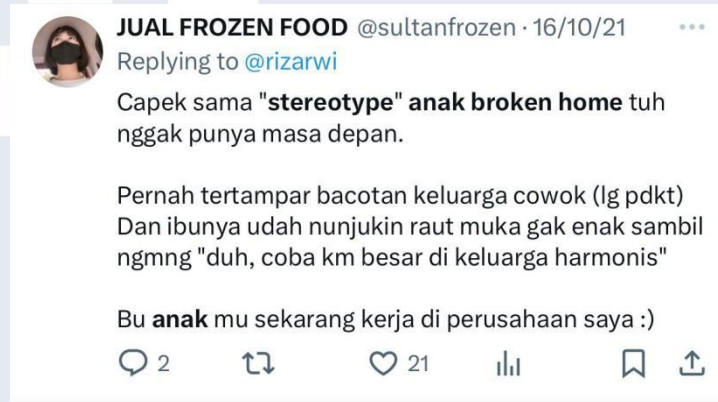 JUAL FROZEN FOOD @sultanfrozen · 16/10/21
Replying to @rizarwi
Capek sama "stereotype" anak broken home tuh
nggak punya masa depan.
Pernah tertampar bacotan keluarga cowok (lg pdkt)
Dan ibunya udah nunjukin raut muka gak enak sambil
ngmng "duh, coba km besar di keluarga harmonis"
Bu anak mu sekarang kerja di perusahaan saya :)
2 21